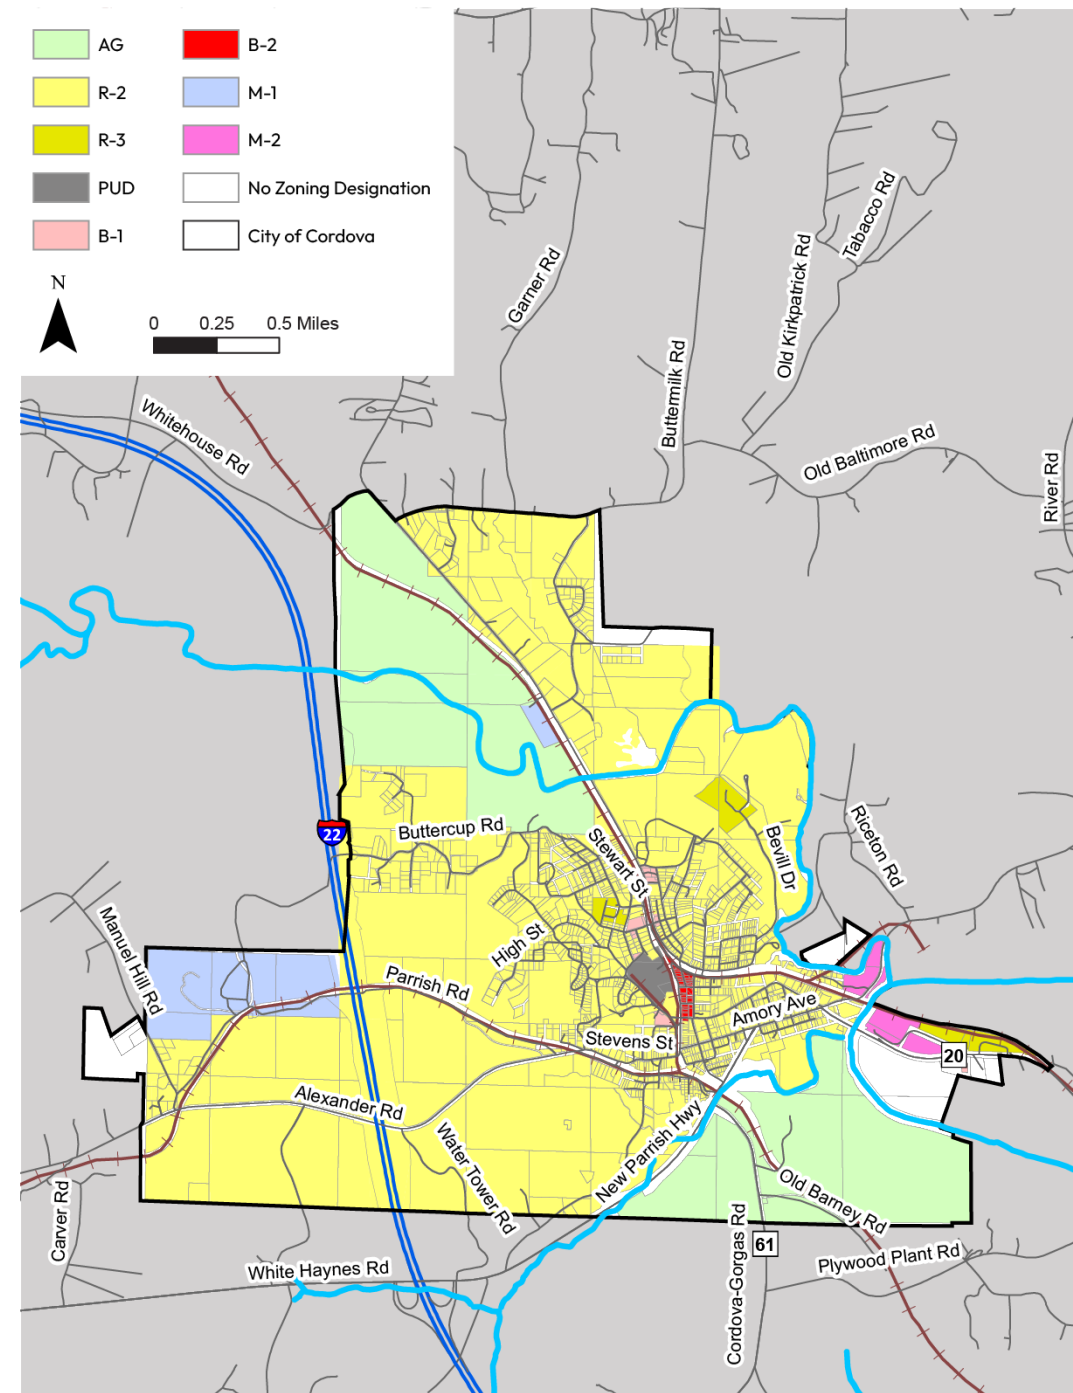 AG
R-2
R-3
PUD
B-1
B-2
M-1
M-2
No Zoning Designation
City of Cordova
N
0 0.25 0.5 Miles
Garner Rd
Tabacco Rd
Old Kirkpatrick Rd
Buttermilk Rd
Whitehouse Rd
Old Baltimore Rd
River Rd
22
Buttercup Rd
Stewart St
Bevill Dr
Riceton Rd
Manuel Hill Rd
High St
Parrish Rd
Amory Ave
Stevens St
20
Alexander Rd
Water Tower Rd
New Parrish Hwy
Old Barney Rd
Carver Rd
Cordova-Gorgas Rd
61
Plywood Plant Rd
White Haynes Rd